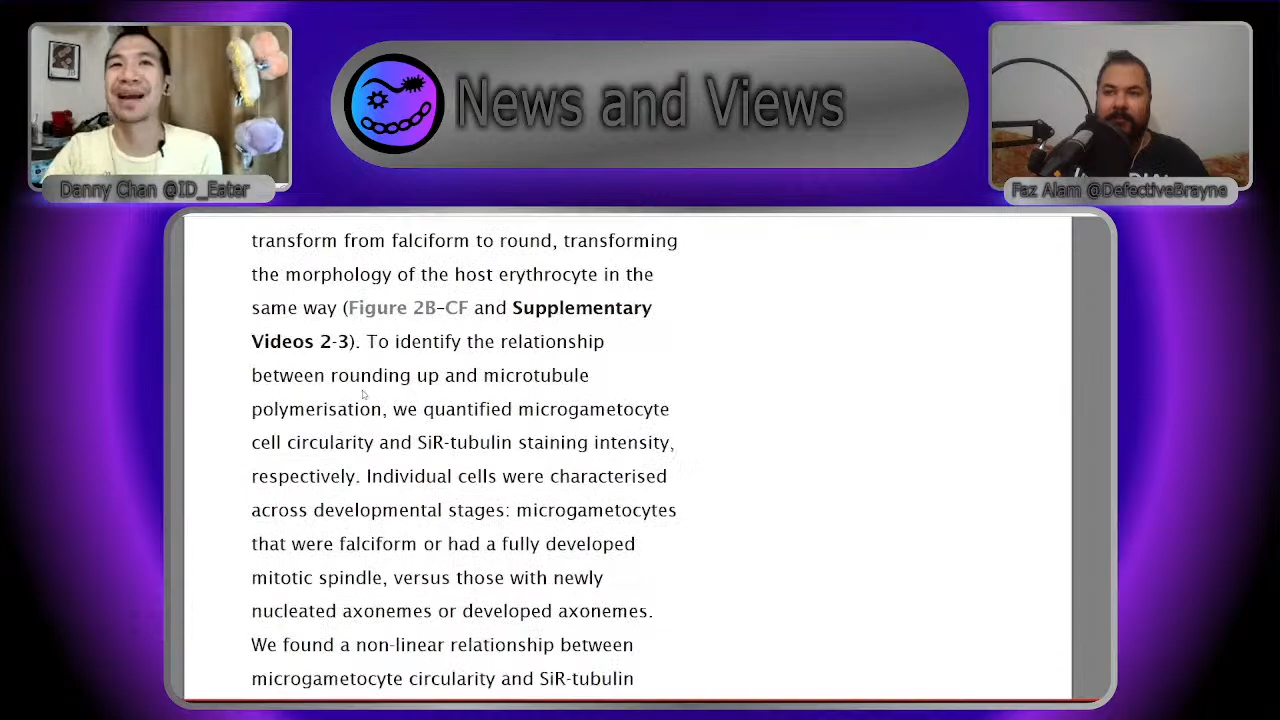 News and Views
Danny Chan @ID_Eater
Faz Alam @DefectiveBrayne
transform from falciform to round, transforming
the morphology of the host erythrocyte in the
same way (Figure 2B–CF and Supplementary
Videos 2-3). To identify the relationship
between rounding up and microtubule
polymerisation, we quantified microgametocyte
cell circularity and SiR-tubulin staining intensity,
respectively. Individual cells were characterised
across developmental stages: microgametocytes
that were falciform or had a fully developed
mitotic spindle, versus those with newly
nucleated axonemes or developed axonemes.
We found a non-linear relationship between
microgametocyte circularity and SiR-tubulin